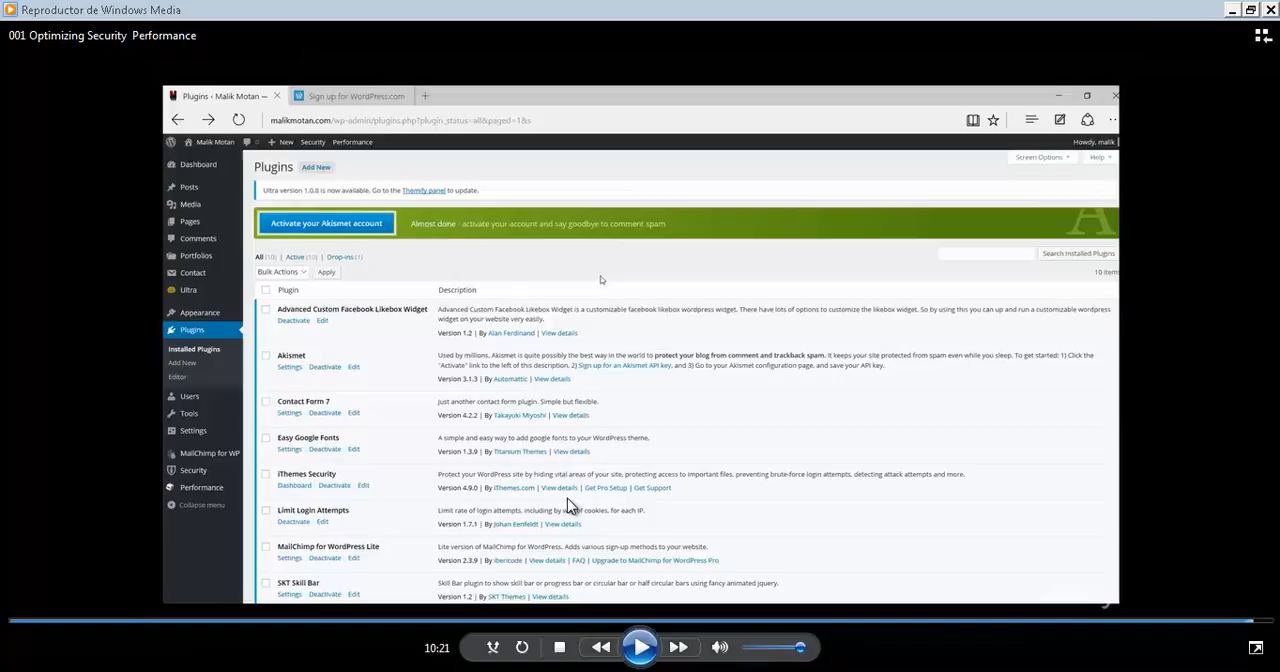 Reproductor de Windows Media
001 Optimizing Security Performance
Plugins ‹ Malik Motan —
Sign up for WordPress.com
malikmotan.com/wp-admin/plugins.php?plugin_status=all&paged=1&s
Malik Motan
New Security Performance
Howdy, malik
Dashboard
Posts
Media
Pages
Comments
Portfolios
Contact
Ultra
Appearance
Plugins
Installed Plugins
Add New
Editor
Users
Tools
Settings
MailChimp for WP
Security
Performance
Collapse menu
Plugins Add New
Screen Options Help
Ultra version 1.0.8 is now available. Go to the Themify panel to update.
Activate your Akismet account
Almost done - activate your account and say goodbye to comment spam
A
All (10) | Active (10) | Drop-ins (1)
Search Installed Plugins
Bulk Actions Apply
10 items
Plugin Description
Advanced Custom Facebook Likebox Widget
Deactivate Edit
Advanced Custom Facebook Likebox Widget is a customizable facebook likebox wordpress widget. There have lots of options to customize the likebox widget. So by using this you can up and run a customizable wordpress
widget on your website very easily.
Version 1.2 | By Alan Ferdinand | View details
Akismet
Settings Deactivate Edit
Used by millions, Akismet is quite possibly the best way in the world to protect your blog from comment and trackback spam. It keeps your site protected from spam even while you sleep. To get started: 1) Click the
"Activate" link to the left of this description, 2) Sign up for an Akismet API key, and 3) Go to your Akismet configuration page, and save your API key.
Version 3.1.3 | By Automattic | View details
Contact Form 7
Settings Deactivate Edit
Just another contact form plugin. Simple but flexible.
Version 4.2.2 | By Takayuki Miyoshi | View details
Easy Google Fonts
Settings Deactivate Edit
A simple and easy way to add google fonts to your WordPress theme.
Version 1.3.9 | By Titanium Themes | View details
iThemes Security
Dashboard Deactivate Edit
Protect your WordPress site by hiding vital areas of your site, protecting access to important files, preventing brute-force login attempts, detecting attack attempts and more.
Version 4.9.0 | By iThemes.com | View details | Get Pro Setup | Get Support
Limit Login Attempts
Deactivate Edit
Limit rate of login attempts, including by of cookies, for each IP.
Version 1.7.1 | By Johan Eenfeldt | View details
MailChimp for WordPress Lite
Settings Deactivate Edit
Lite version of MailChimp for WordPress. Adds various sign-up methods to your website.
Version 2.3.9 | By ibericode | View details | FAQ | Upgrade to MailChimp for WordPress Pro
SKT Skill Bar
Settings Deactivate Edit
Skill Bar plugin to show skill bar or progress bar or circular bar or half circular bars using fancy animated jquery.
Version 1.2 | By SKT Themes | View details
10:21